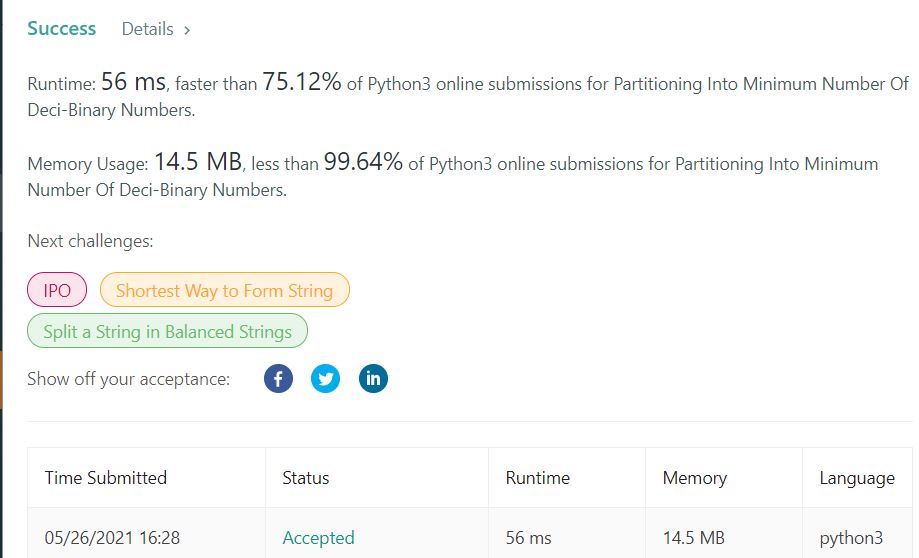 Success Details >
Runtime: 56 ms, faster than 75.12% of Python3 online submissions for Partitioning Into Minimum Number Of
Deci-Binary Numbers.
Memory Usage: 14.5 MB, less than 99.64% of Python3 online submissions for Partitioning Into Minimum
Number Of Deci-Binary Numbers.
Next challenges:
IPO Shortest Way to Form String
Split a String in Balanced Strings
Show off your acceptance: f in
Time Submitted Status Runtime Memory Language
05/26/2021 16:28 Accepted 56 ms 14.5 MB python3